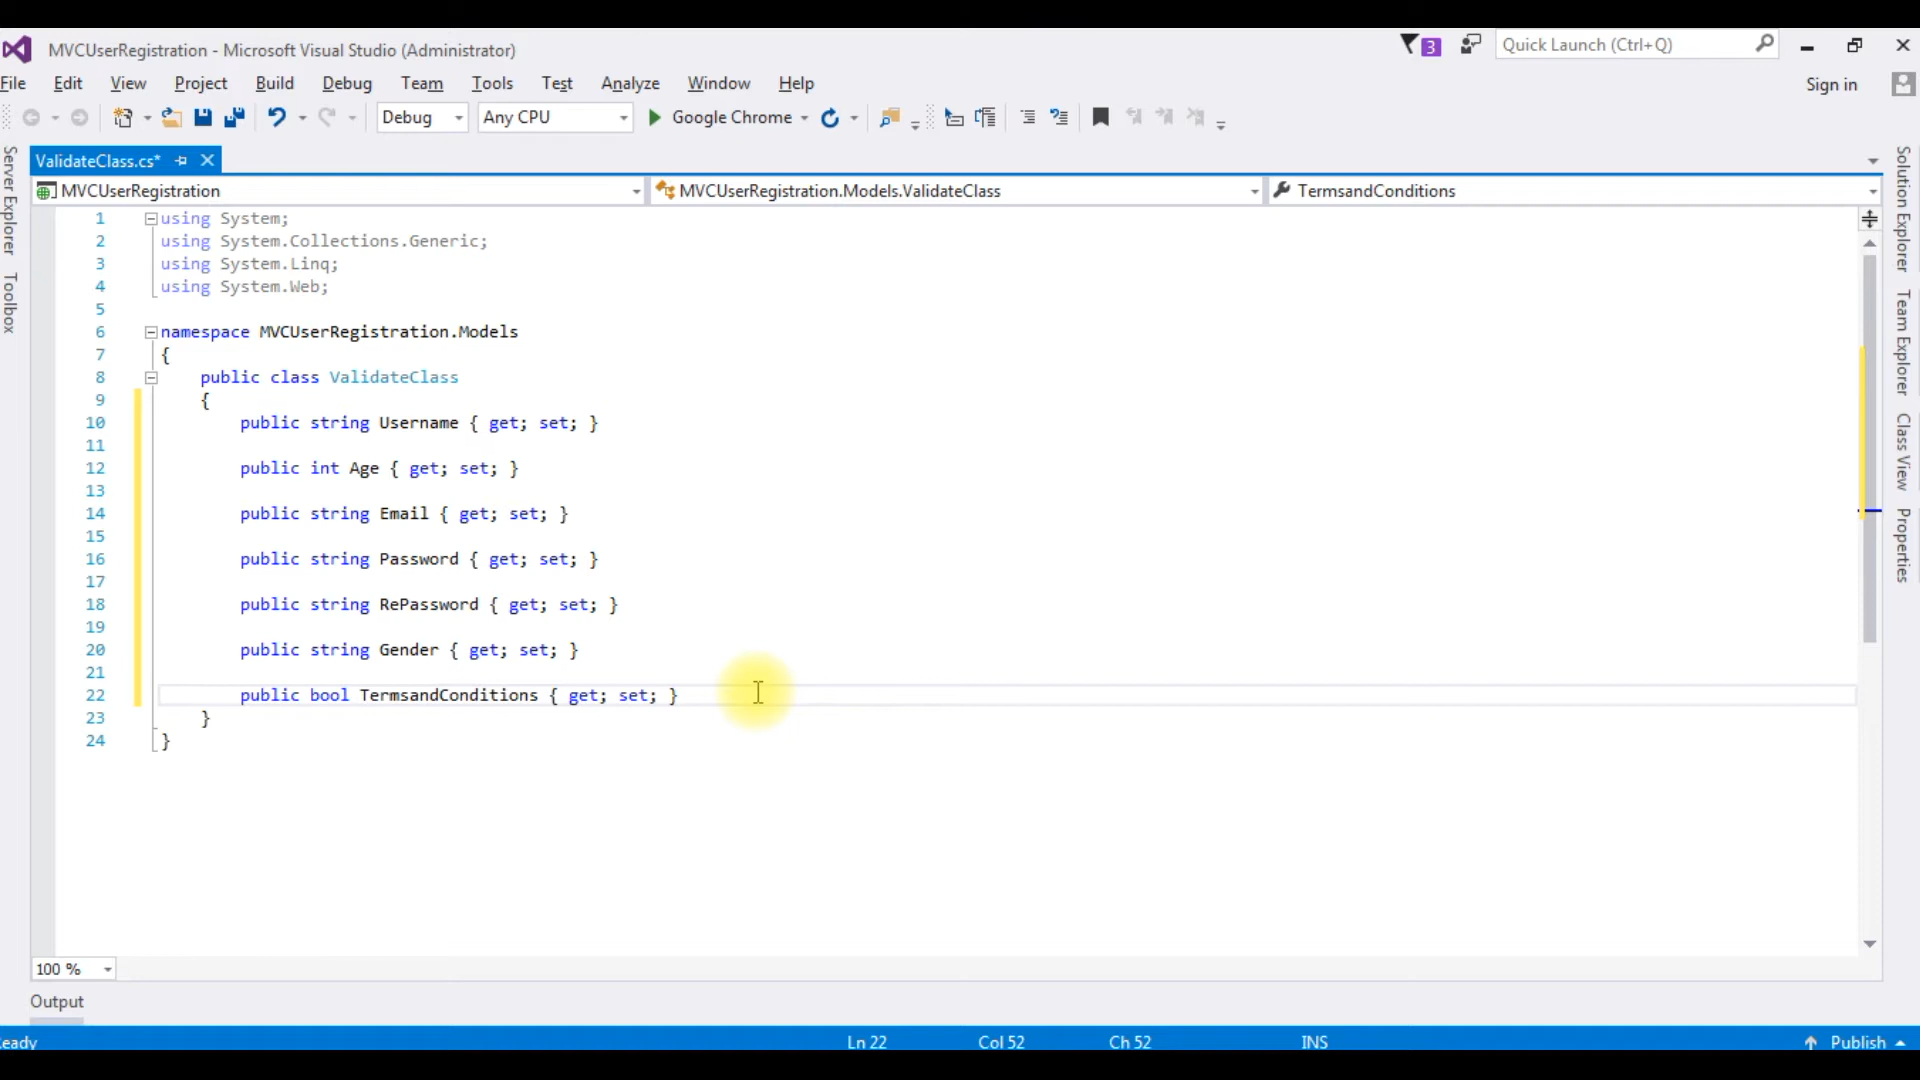 MVCUserRegistration - Microsoft Visual Studio (Administrator)
3
Quick Launch (Ctrl+Q)
File Edit View Project Build Debug Team Tools Test Analyze Window Help
Sign in
Debug Any CPU Google Chrome
ValidateClass.cs*
MVCUserRegistration
MVCUserRegistration.Models.ValidateClass
TermsandConditions
Server Explorer
Toolbox
1 using System;
2 using System.Collections.Generic;
3 using System.Linq;
4 using System.Web;
5
6 namespace MVCUserRegistration.Models
7 {
8 public class ValidateClass
9 {
10 public string Username { get; set; }
11
12 public int Age { get; set; }
13
14 public string Email { get; set; }
15
16 public string Password { get; set; }
17
18 public string RePassword { get; set; }
19
20 public string Gender { get; set; }
21
22 public bool TermsandConditions { get; set; }
23 }
24 }
Solution Explorer
Team Explorer
Class View
Properties
100 %
Output
eady Ln 22 Col 52 Ch 52 INS Publish